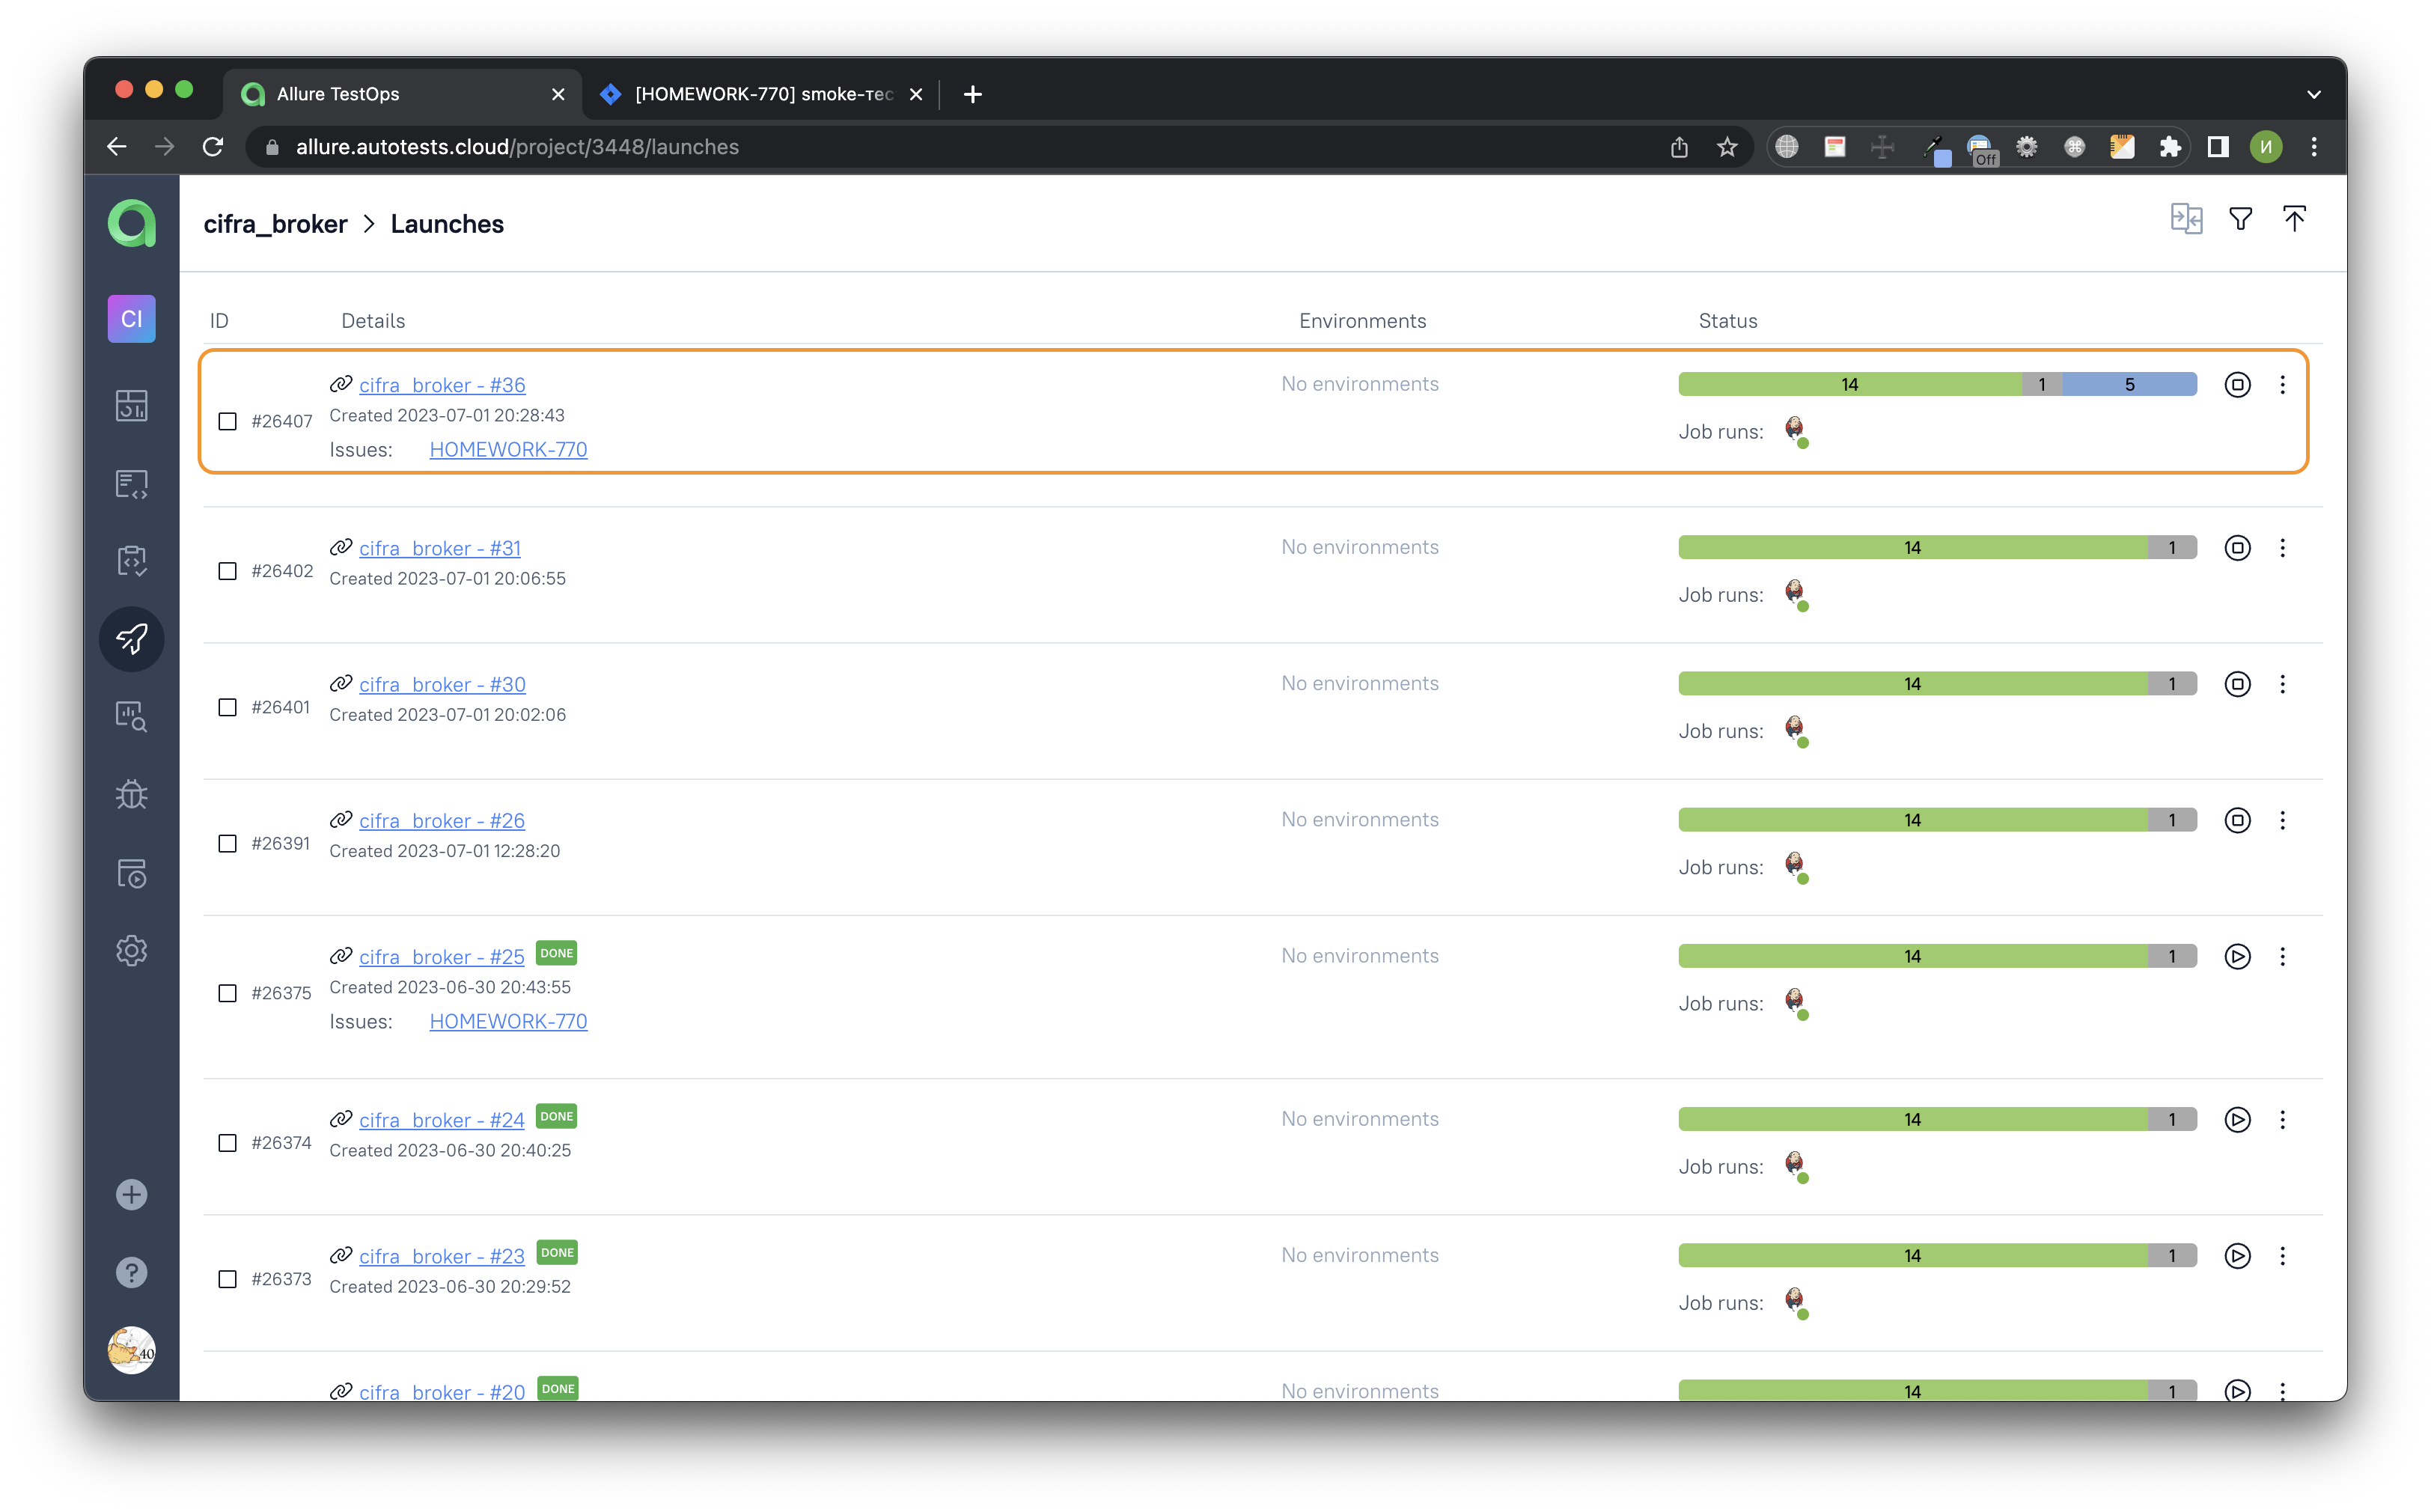 Allure TestOps
[HOMEWORK-770] smoke-тес
allure.autotests.cloud/project/3448/launches
Off
И
cifra_broker > Launches
CI
ID Details Environments Status
cifra_broker - #36 No environments 14 1 5
#26407 Created 2023-07-01 20:28:43 Job runs:
Issues: HOMEWORK-770
cifra_broker - #31 No environments 14 1
#26402 Created 2023-07-01 20:06:55 Job runs:
cifra_broker - #30 No environments 14 1
#26401 Created 2023-07-01 20:02:06 Job runs:
cifra_broker - #26 No environments 14 1
#26391 Created 2023-07-01 12:28:20 Job runs:
cifra_broker - #25 DONE No environments 14 1
#26375 Created 2023-06-30 20:43:55 Job runs:
Issues: HOMEWORK-770
cifra_broker - #24 DONE No environments 14 1
#26374 Created 2023-06-30 20:40:25 Job runs:
cifra_broker - #23 DONE No environments 14 1
#26373 Created 2023-06-30 20:29:52 Job runs:
40
cifra_broker - #20 DONE No environments 14 1